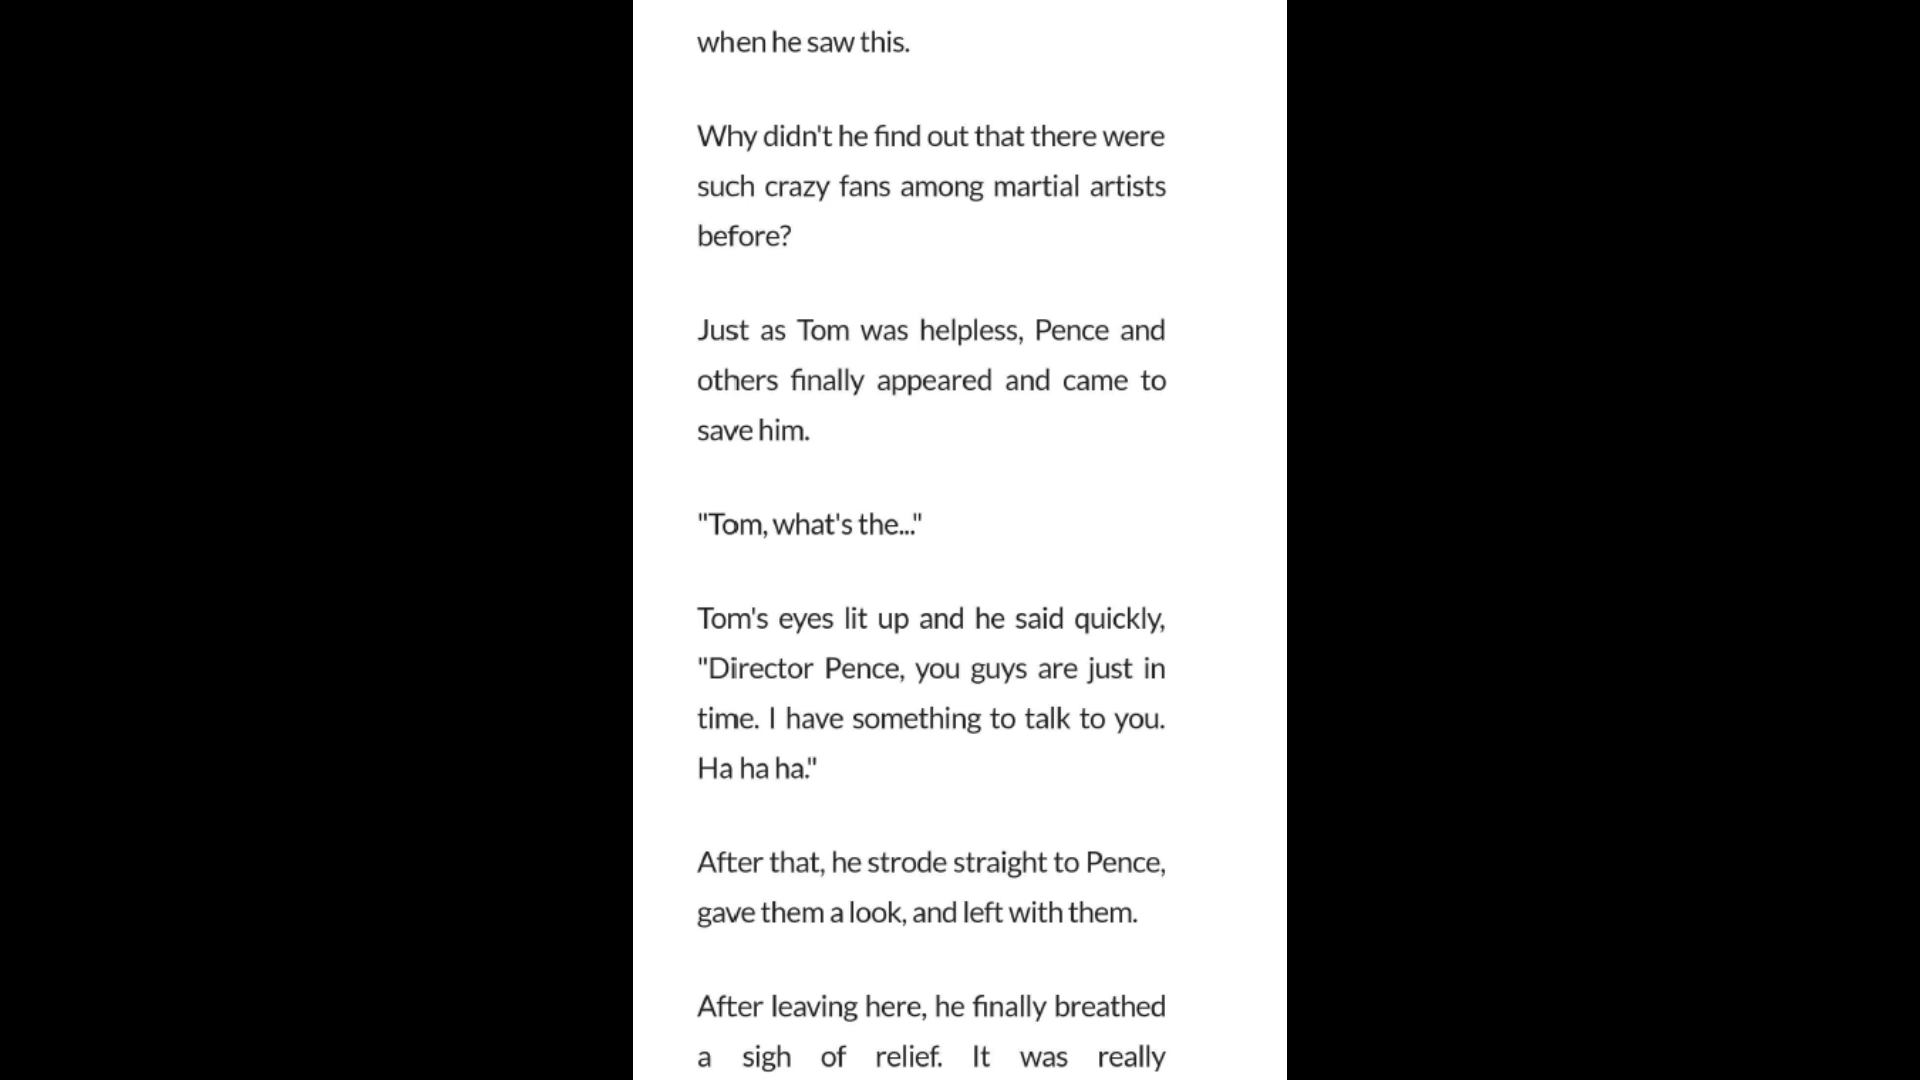 when he saw this.
Why didn't he find out that there were
such crazy fans among martial artists
before?
Just as Tom was helpless, Pence and
others finally appeared and came to
save him.
"Tom, what's the..."
Tom's eyes lit up and he said quickly,
"Director Pence, you guys are just in
time. I have something to talk to you.
Ha ha ha."
After that, he strode straight to Pence,
gave them a look, and left with them.
After leaving here, he finally breathed
a sigh of relief. It was really